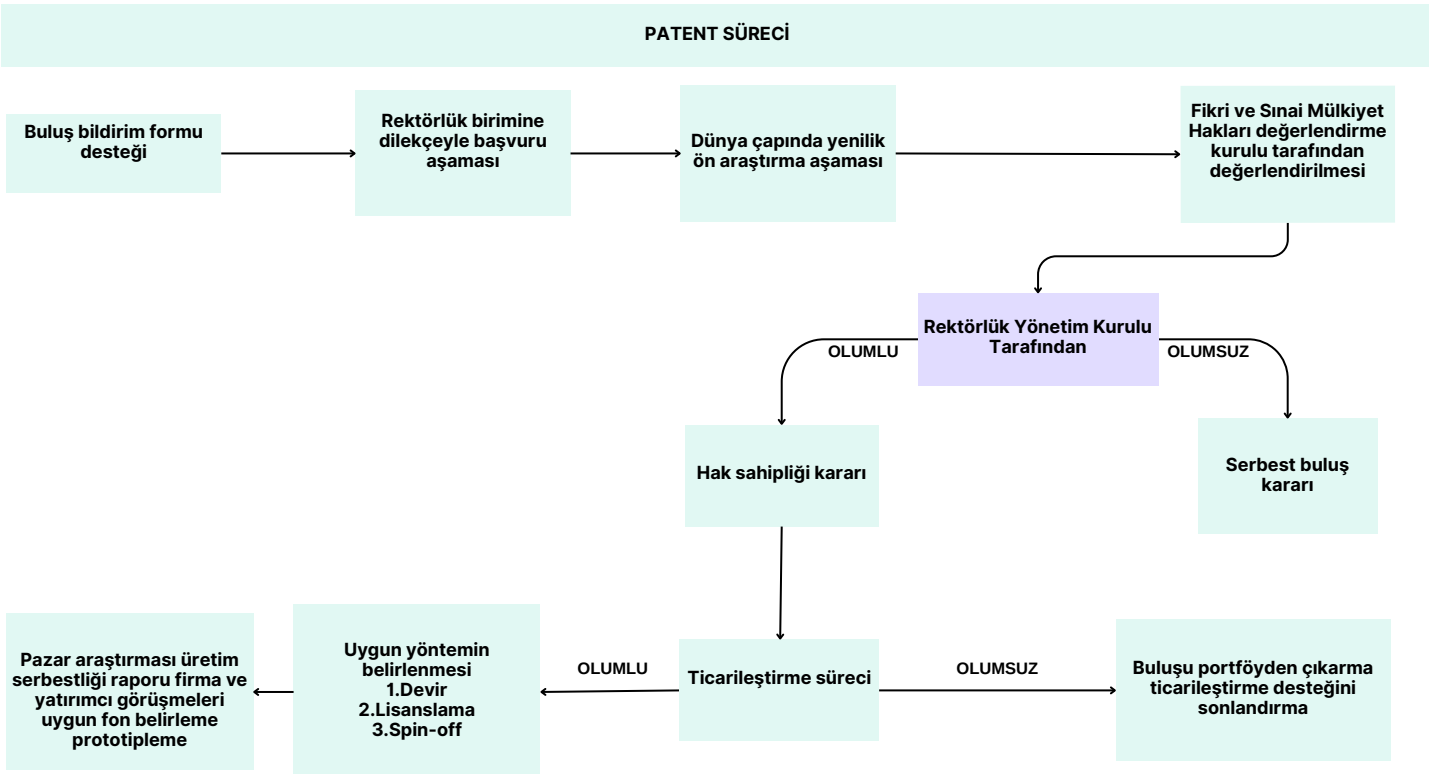 PATENT SÜRECİ
Buluş bildirim formu
desteği
Rektörlük birimine
dilekçeyle başvuru
aşaması
Dünya çapında yenilik
ön araştırma aşaması
Fikri ve Sınai Mülkiyet
Hakları değerlendirme
kurulu tarafından
değerlendirilmesi
Rektörlük Yönetim Kurulu
Tarafından
OLUMLU
OLUMSUZ
Hak sahipliği kararı
Serbest buluş
kararı
Pazar araştırması üretim
serbestliği raporu firma ve
yatırımcı görüşmeleri
uygun fon belirleme
prototipleme
Uygun yöntemin
belirlenmesi
1.Devir
2.Lisanslama
3.Spin-off
OLUMLU
Ticarileştirme süreci
OLUMSUZ
Buluşu portföyden çıkarma
ticarileştirme desteğini
sonlandırma